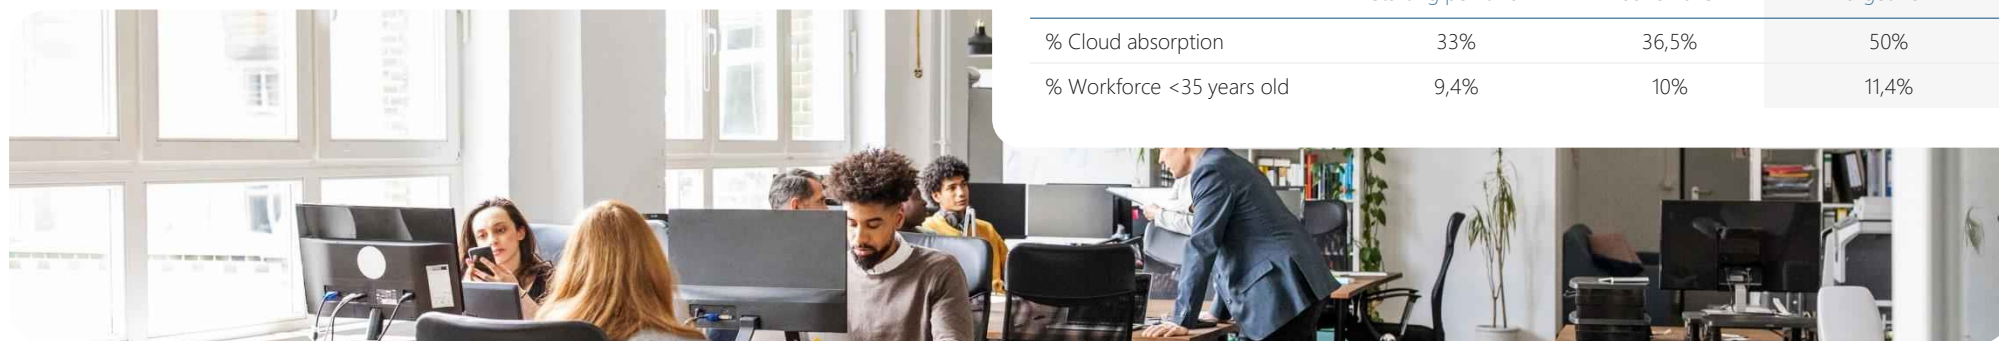 % Cloud absorption 33% 36,5% 50%
% Workforce <35 years old 9,4% 10% 11,4%